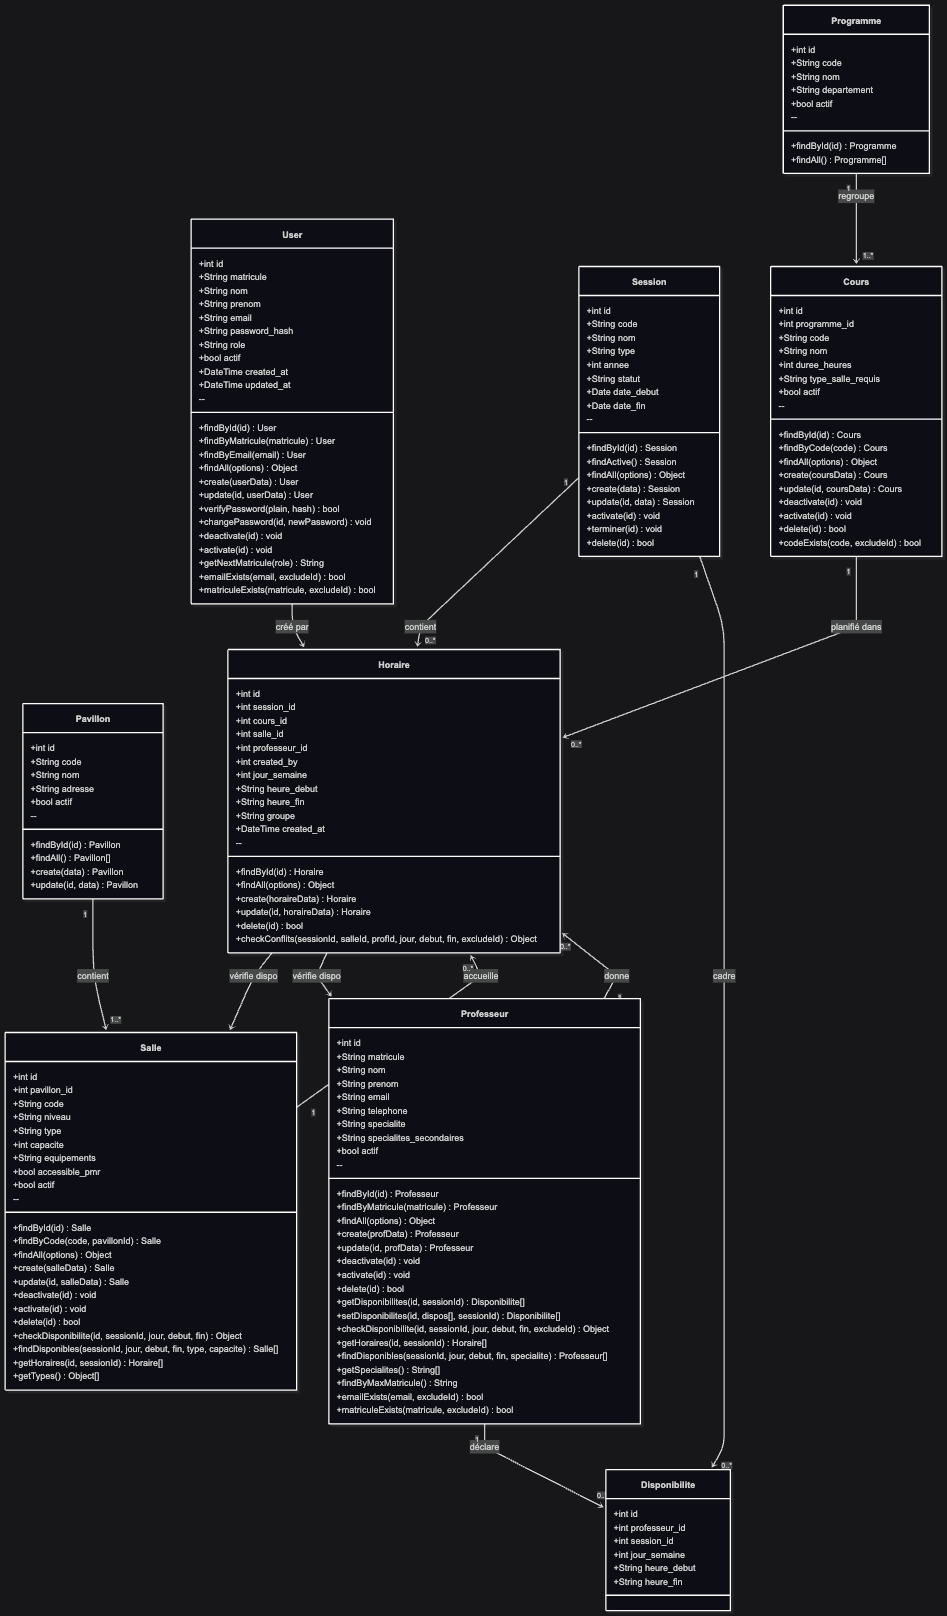 Programme
+int id
+String code
+String nom
+String departement
+bool actif
--
+findById(id) : Programme
+findAll() : Programme[]
1
regroupe
1..*
User
+int id
+String matricule
+String nom
+String prenom
+String email
+String password_hash
+String role
+bool actif
+DateTime created_at
+DateTime updated_at
--
+findById(id) : User
+findByMatricule(matricule) : User
+findByEmail(email) : User
+findAll(options) : Object
+create(userData) : User
+update(id, userData) : User
+verifyPassword(plain, hash) : bool
+changePassword(id, newPassword) : void
+deactivate(id) : void
+activate(id) : void
+getNextMatricule(role) : String
+emailExists(email, excludeId) : bool
+matriculeExists(matricule, excludeId) : bool
Session
+int id
+String code
+String nom
+String type
+int annee
+String statut
+Date date_debut
+Date date_fin
--
+findById(id) : Session
+findActive() : Session
+findAll(options) : Object
+create(data) : Session
+update(id, data) : Session
+activate(id) : void
+terminer(id) : void
+delete(id) : bool
Cours
+int id
+int programme_id
+String code
+String nom
+int duree_heures
+String type_salle_requis
+bool actif
--
+findById(id) : Cours
+findByCode(code) : Cours
+findAll(options) : Object
+create(coursData) : Cours
+update(id, coursData) : Cours
+deactivate(id) : void
+activate(id) : void
+delete(id) : bool
+codeExists(code, excludeId) : bool
1
1
1
créé par
contient
planifié dans
0..*
Horaire
+int id
+int session_id
+int cours_id
+int salle_id
+int professeur_id
+int created_by
+int jour_semaine
+String heure_debut
+String heure_fin
+String groupe
+DateTime created_at
--
+findById(id) : Horaire
+findAll(options) : Object
+create(horaireData) : Horaire
+update(id, horaireData) : Horaire
+delete(id) : bool
+checkConflits(sessionId, salleId, profId, jour, debut, fin, excludeId) : Object
0..*
Pavillon
+int id
+String code
+String nom
+String adresse
+bool actif
--
+findById(id) : Pavillon
+findAll() : Pavillon[]
+create(data) : Pavillon
+update(id, data) : Pavillon
1
0..*
0..*
contient
vérifie dispo
vérifie dispo
accueille
donne
cadre
1
1..*
Salle
+int id
+int pavillon_id
+String code
+String niveau
+String type
+int capacite
+String equipements
+bool accessible_pmr
+bool actif
--
+findById(id) : Salle
+findByCode(code, pavillonId) : Salle
+findAll(options) : Object
+create(salleData) : Salle
+update(id, salleData) : Salle
+deactivate(id) : void
+activate(id) : void
+delete(id) : bool
+checkDisponibilite(id, sessionId, jour, debut, fin) : Object
+findDisponibles(sessionId, jour, debut, fin, type, capacite) : Salle[]
+getHoraires(id, sessionId) : Horaire[]
+getTypes() : Object[]
1
Professeur
+int id
+String matricule
+String nom
+String prenom
+String email
+String telephone
+String specialite
+String specialites_secondaires
+bool actif
--
+findById(id) : Professeur
+findByMatricule(matricule) : Professeur
+findAll(options) : Object
+create(profData) : Professeur
+update(id, profData) : Professeur
+deactivate(id) : void
+activate(id) : void
+delete(id) : bool
+getDisponibilites(id, sessionId) : Disponibilite[]
+setDisponibilites(id, dispos[], sessionId) : Disponibilite[]
+checkDisponibilite(id, sessionId, jour, debut, fin, excludeId) : Object
+getHoraires(id, sessionId) : Horaire[]
+findDisponibles(sessionId, jour, debut, fin, specialite) : Professeur[]
+getSpecialites() : String[]
+findByMaxMatricule() : String
+emailExists(email, excludeId) : bool
+matriculeExists(matricule, excludeId) : bool
1
déclare
0..*
Disponibilite
+int id
+int professeur_id
+int session_id
+int jour_semaine
+String heure_debut
+String heure_fin